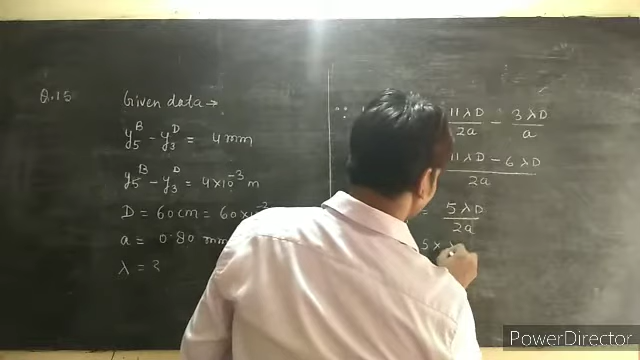 Q.15
Given data →
y₅ᴮ - y₃ᴰ = 4 mm
y₅ᴮ - y₃ᴰ = 4×10⁻³ m
D = 60 cm = 60×10⁻²
a = 0.80 mm
λ = ?
∵
11λD/2a - 3λD/a
11λD - 6λD/2a
= 5λD/2a
5 × λ
PowerDirector